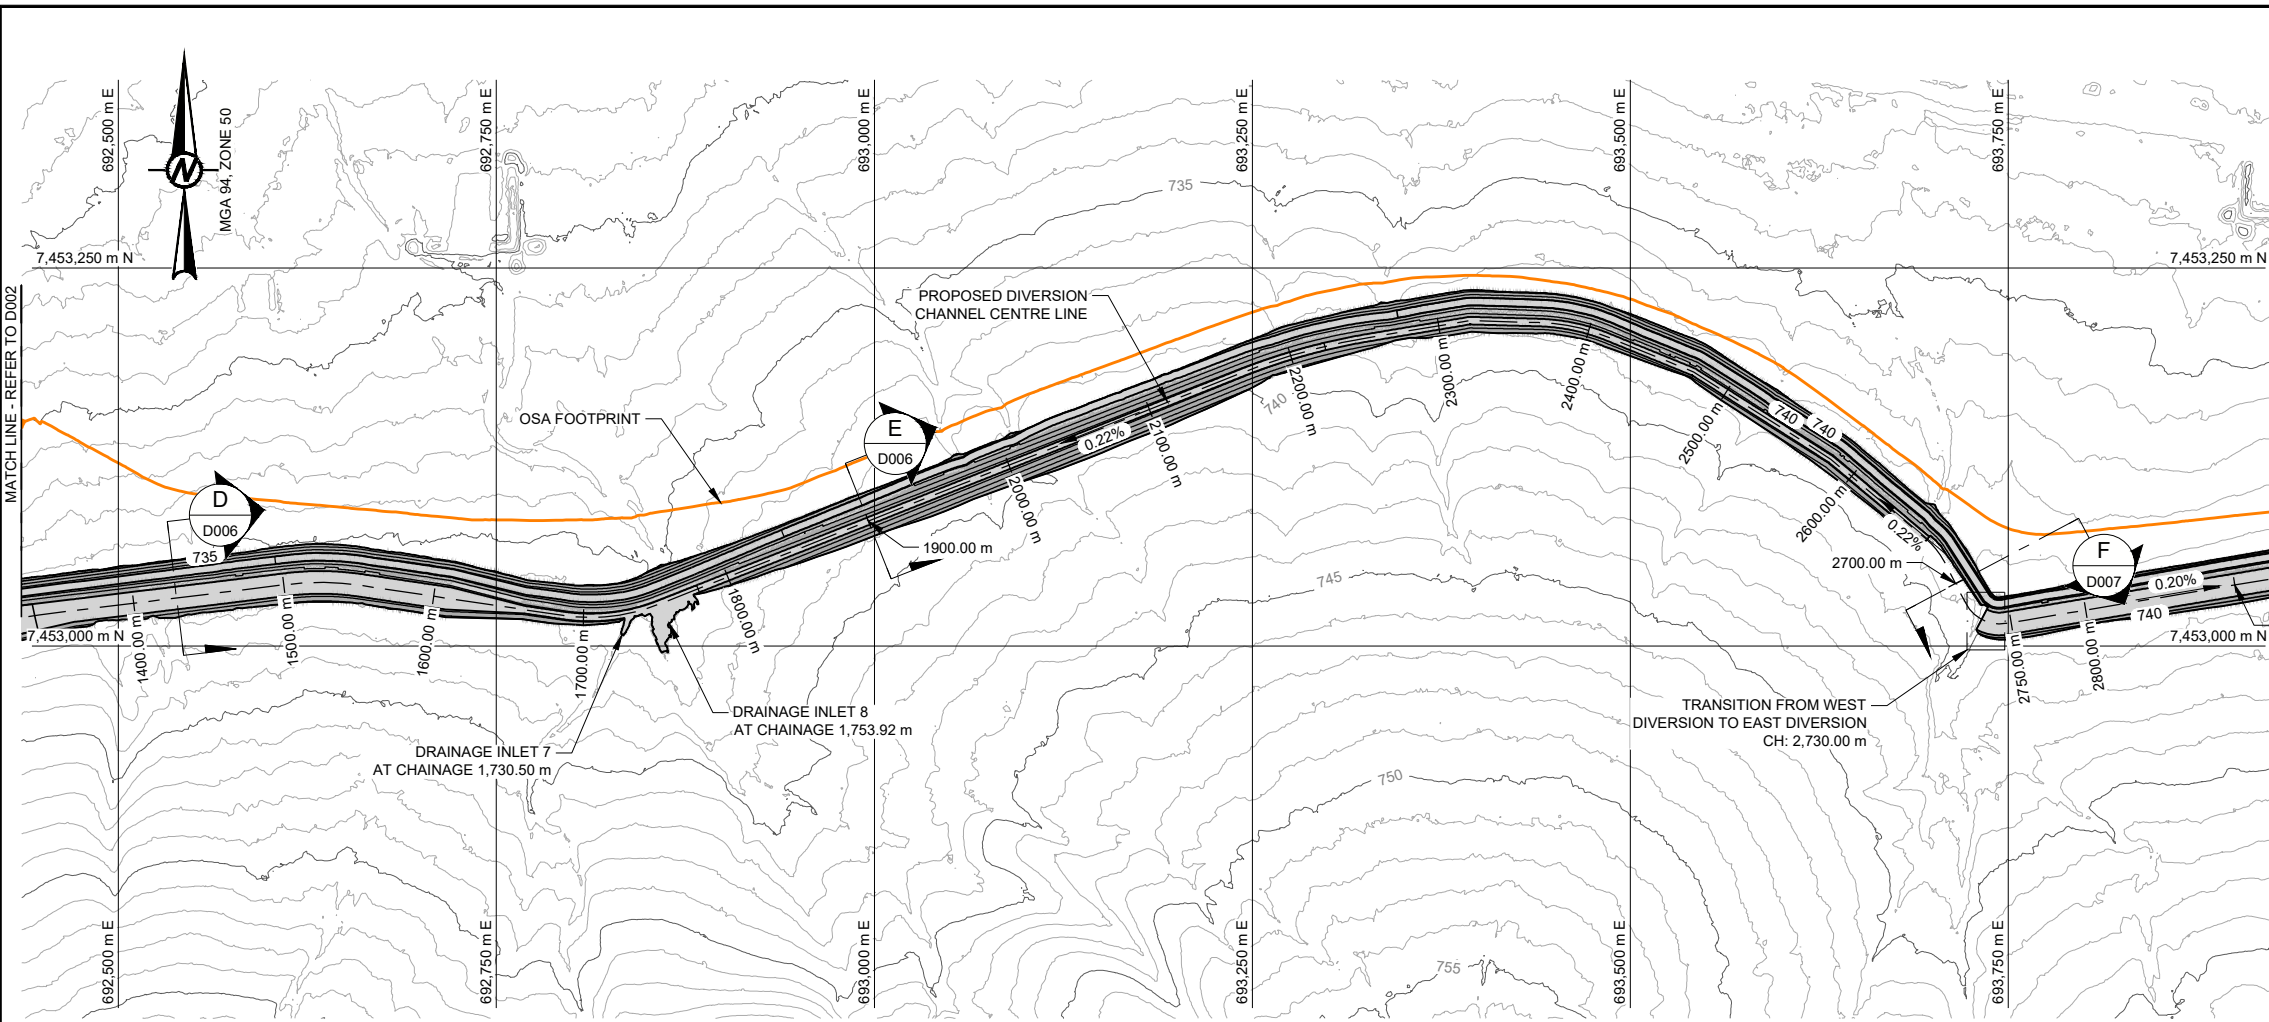 692,500 m E
692,750 m E
693,000 m E
693,250 m E
693,500 m E
693,750 m E
N
MGA 94, ZONE 50
735
7,453,250 m N
7,453,250 m N
MATCH LINE - REFER TO D002
PROPOSED DIVERSION
CHANNEL CENTRE LINE
OSA FOOTPRINT
E
D006
D
D006
735
0.22%
740
740
740
0.22%
1900.00 m
2700.00 m
F
D007
0.20%
740
745
7,453,000 m N
7,453,000 m N
1400.00 m
1500.00 m
1600.00 m
1700.00 m
1800.00 m
2000.00 m
2100.00 m
2200.00 m
2300.00 m
2400.00 m
2500.00 m
2600.00 m
2750.00 m
2800.00 m
DRAINAGE INLET 8
AT CHAINAGE 1,753.92 m
DRAINAGE INLET 7
AT CHAINAGE 1,730.50 m
TRANSITION FROM WEST
DIVERSION TO EAST DIVERSION
CH: 2,730.00 m
750
755
692,500 m E
692,750 m E
693,000 m E
693,250 m E
693,500 m E
693,750 m E